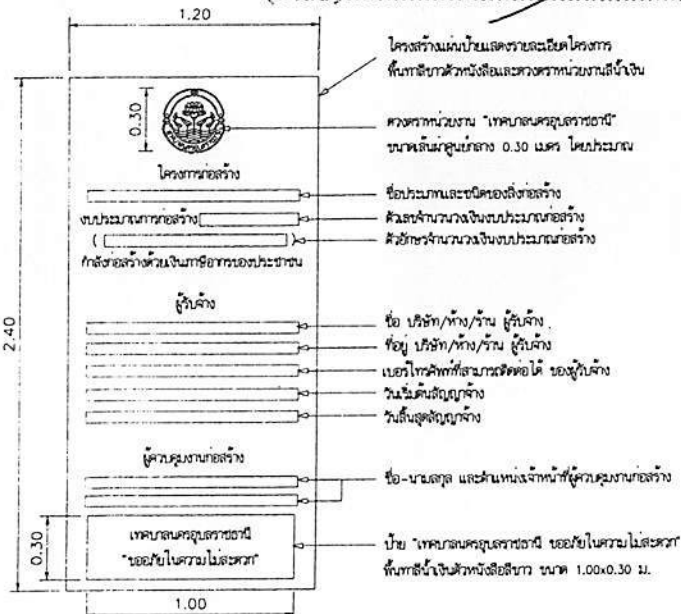 1.20
โครงสร้างแผ่นป้ายแสดงรายละเอียดโครงการ
พื้นทาสีขาวตัวหนังสือและดวงตราหน่วยงานสีน้ำเงิน
0.30
ดวงตราหน่วยงาน "เทศบาลนครอุบลราชธานี"
ขนาดเส้นผ่าศูนย์กลาง 0.30 เมตร โดยประมาณ
โครงการก่อสร้าง
ชื่อประเภทและชนิดของสิ่งก่อสร้าง
งบประมาณการก่อสร้าง
ตัวเลขจำนวนวงเงินงบประมาณก่อสร้าง
( )
ตัวอักษรจำนวนวงเงินงบประมาณก่อสร้าง
กำลังก่อสร้างด้วยเงินภาษีอากรของประชาชน
2.40
ผู้รับจ้าง
ชื่อ บริษัท/ห้าง/ร้าน ผู้รับจ้าง
ที่อยู่ บริษัท/ห้าง/ร้าน ผู้รับจ้าง
เบอร์โทรศัพท์ที่สามารถติดต่อได้ ของผู้รับจ้าง
วันเริ่มต้นสัญญาจ้าง
วันสิ้นสุดสัญญาจ้าง
ผู้ควบคุมงานก่อสร้าง
ชื่อ-นามสกุล และตำแหน่งเจ้าหน้าที่ผู้ควบคุมงานก่อสร้าง
0.30
เทศบาลนครอุบลราชธานี
"ขออภัยในความไม่สะดวก"
ป้าย "เทศบาลนครอุบลราชธานี ขออภัยในความไม่สะดวก"
พื้นทาสีน้ำเงินตัวหนังสือสีขาว ขนาด 1.00x0.30 ม.
1.00